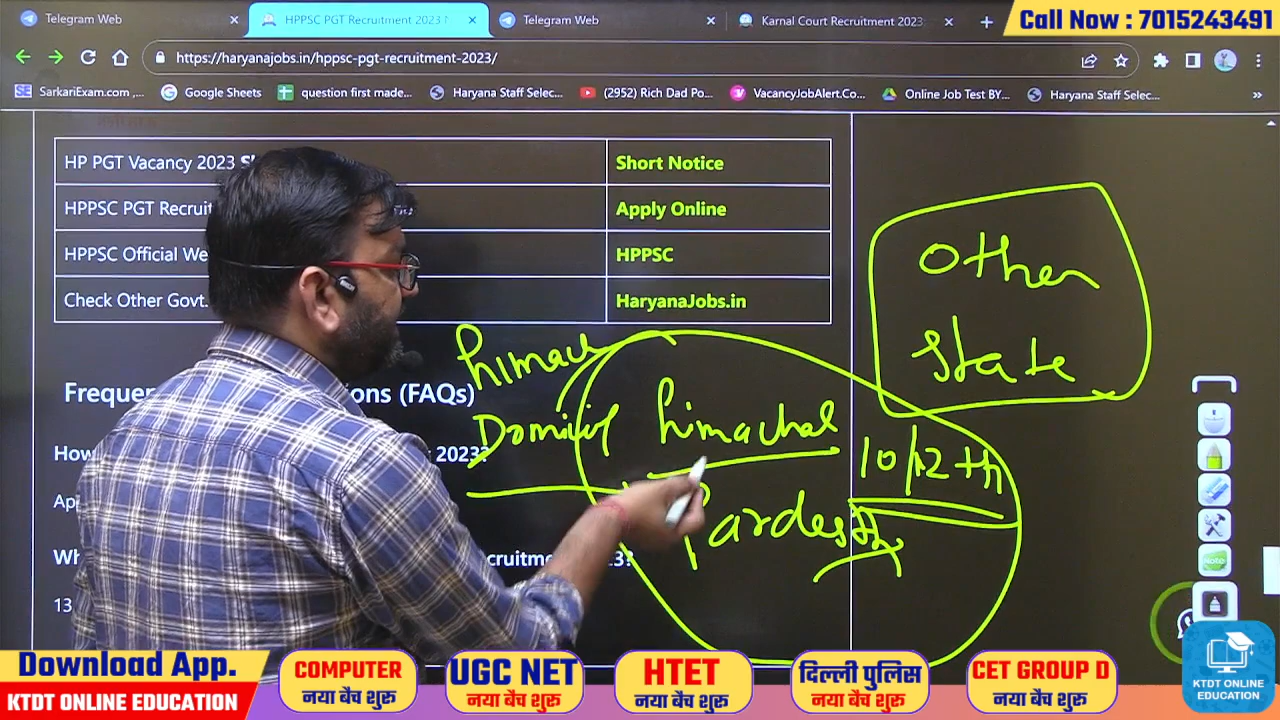 Telegram Web
HPPSC PGT Recruitment 2023
Telegram Web
Karnal Court Recruitment 2023
Call Now : 7015243491
https://haryanajobs.in/hppsc-pgt-recruitment-2023/
SarkariExam.com ,...
Google Sheets
question first made...
Haryana Staff Selec...
(2952) Rich Dad Po...
VacancyJobAlert.Co...
Online Job Test BY...
Haryana Staff Selec...
»
HP PGT Vacancy 2023
Short Notice
HPPSC PGT Recruit
Apply Online
HPPSC Official We
HPPSC
Check Other Govt.
HaryanaJobs.in
Other
State
himac
Domicil
himachal
10/12th
Pardesh
Frequen
ons (FAQs)
How
2023?
Ap
Wh
cruitment
13
Note
Download App.
KTDT ONLINE EDUCATION
COMPUTER
नया बैच शुरू
UGC NET
नया बैच शुरू
HTET
नया बैच शुरू
दिल्ली पुलिस
नया बैच शुरू
CET GROUP D
नया बैच शुरू
KTDT ONLINE
EDUCATION